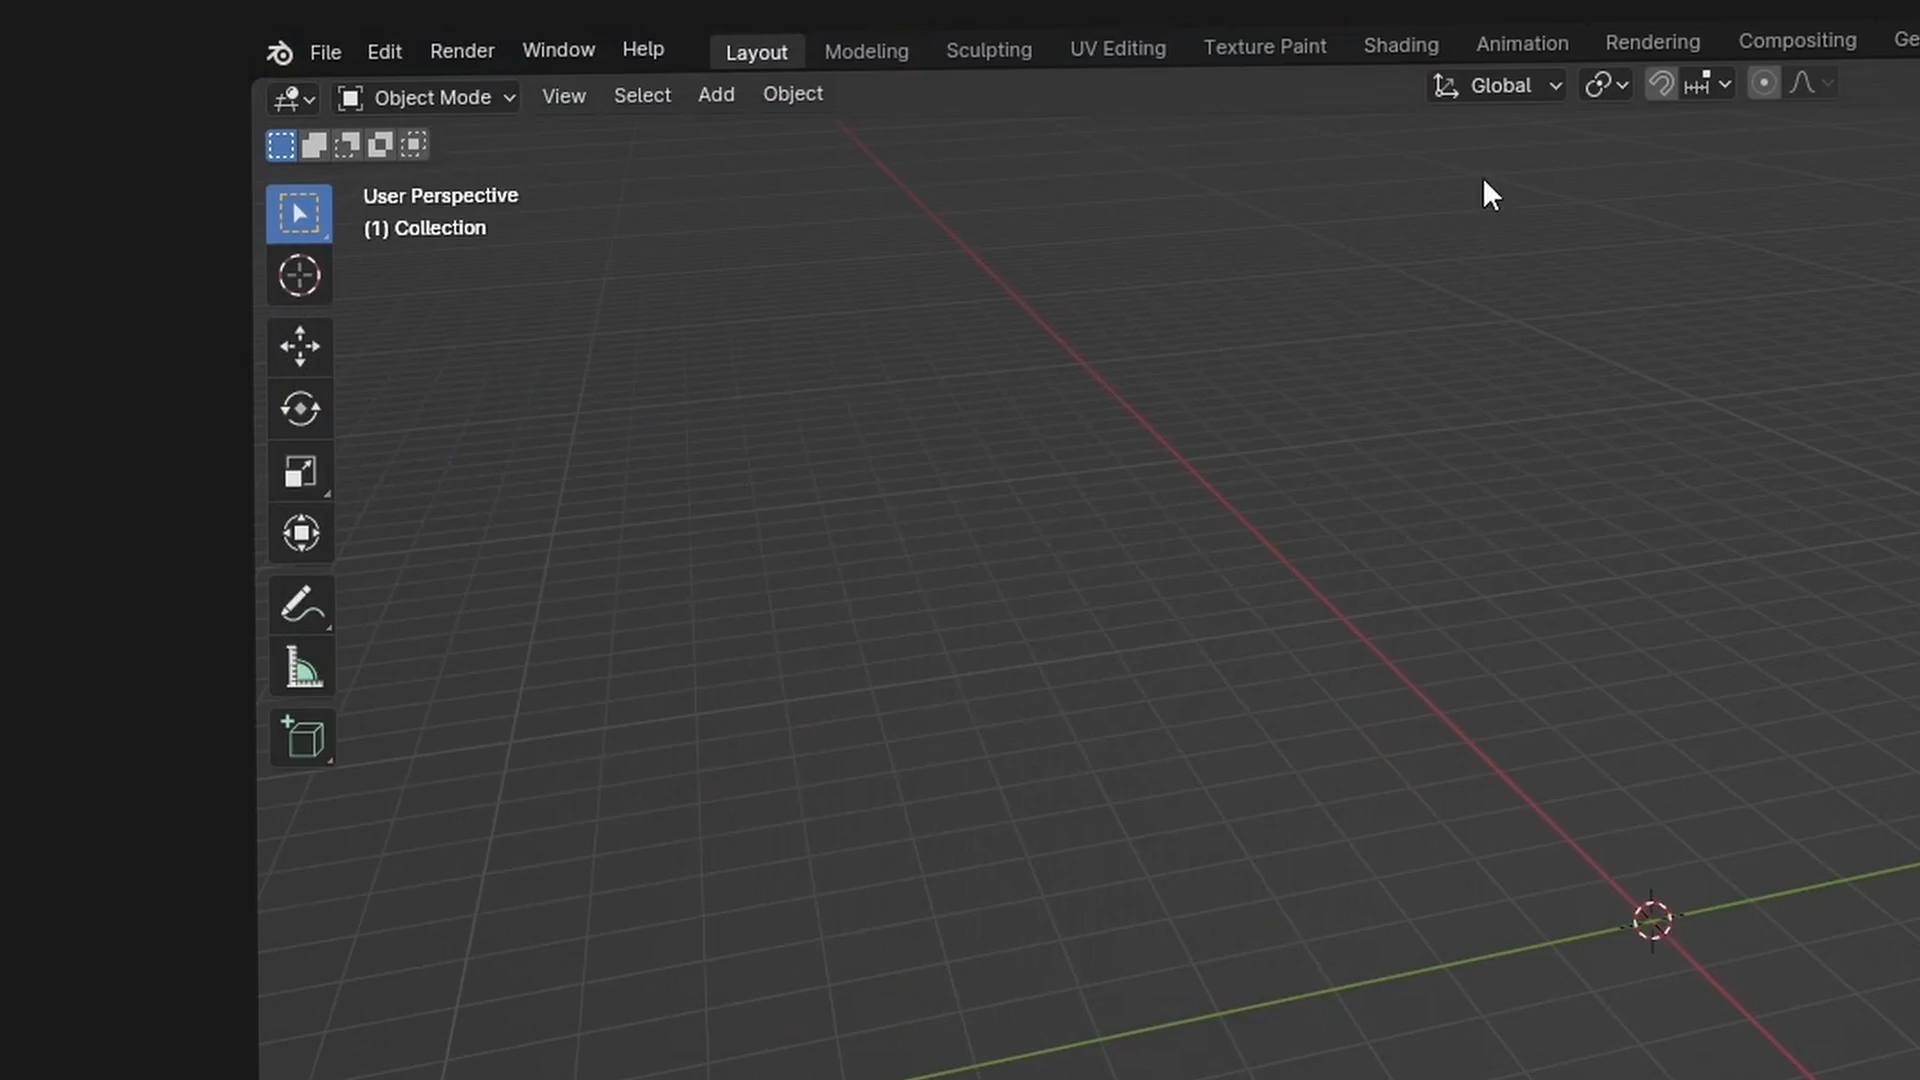 File Edit Render Window Help Layout Modeling Sculpting UV Editing Texture Paint Shading Animation Rendering Compositing Ge
Object Mode View Select Add Object Global
User Perspective
(1) Collection